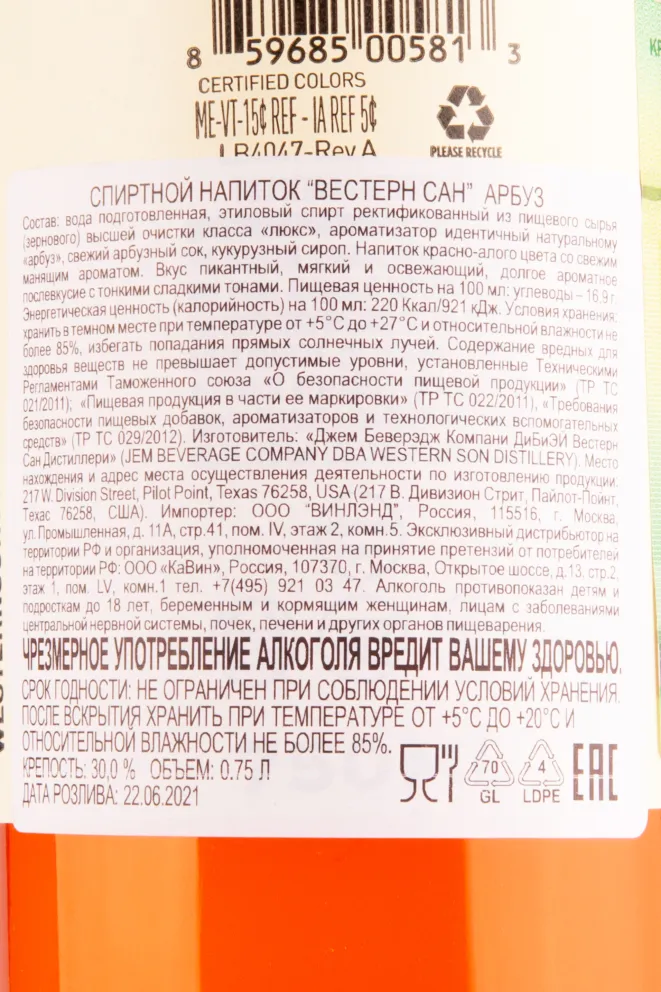 8 59685 00581 3
CERTIFIED COLORS
ME-VT-15¢ REF - IA REF 5¢
LB4047-Rev A
PLEASE RECYCLE
СПИРТНОЙ НАПИТОК "ВЕСТЕРН САН" АРБУЗ
Состав: вода подготовленная, этиловый спирт ректификованный из пищевого сырья
(зернового) высшей очистки класса «люкс», ароматизатор идентичный натуральному
«арбуз», свежий арбузный сок, кукурузный сироп. Напиток красно-алого цвета со свежим
манящим ароматом. Вкус пикантный, мягкий и освежающий, долгое ароматное
послевкусие с тонкими сладкими тонами. Пищевая ценность на 100 мл: углеводы – 16.9 г
Энергетическая ценность (калорийность) на 100 мл: 220 Ккал/921 кДж. Условия хранения:
хранить в темном месте при температуре от +5°С до +27°С и относительной влажности не
более 85%, избегать попадания прямых солнечных лучей. Содержание вредных для
здоровья веществ не превышает допустимые уровни, установленные Техническими
Регламентами Таможенного союза «О безопасности пищевой продукции» (ТР ТС
021/2011); «Пищевая продукция в части ее маркировки» (ТР ТС 022/2011), «Требования
безопасности пищевых добавок, ароматизаторов и технологических вспомогательных
средств» (ТР ТС 029/2012). Изготовитель: «Джем Беверэдж Компани ДиБиЭЙ Вестерн
Сан Дистиллери» (JEM BEVERAGE COMPANY DBA WESTERN SON DISTILLERY). Место
нахождения и адрес места осуществления деятельности по изготовлению продукции:
217 W. Division Street, Pilot Point, Texas 76258, USA (217 В. Дивизион Стрит, Пайлот-Пойнт,
Техас 76258, США). Импортер: ООО "ВИНЛЭНД", Россия, 115516, г. Москва,
ул. Промышленная, д. 11А, стр.41, пом. IV, этаж 2, комн.5. Эксклюзивный дистрибьютор на
территории РФ и организация, уполномоченная на принятие претензий от потребителей
на территории РФ: ООО «КаВин», Россия, 107370, г. Москва, Открытое шоссе, д.13, стр.2,
этаж 1, пом. LV, комн.1 тел. +7(495) 921 03 47. Алкоголь противопоказан детям и
подросткам до 18 лет, беременным и кормящим женщинам, лицам с заболеваниями
центральной нервной системы, почек, печени и других органов пищеварения.
ЧРЕЗМЕРНОЕ УПОТРЕБЛЕНИЕ АЛКОГОЛЯ ВРЕДИТ ВАШЕМУ ЗДОРОВЬЮ.
СРОК ГОДНОСТИ: НЕ ОГРАНИЧЕН ПРИ СОБЛЮДЕНИИ УСЛОВИЙ ХРАНЕНИЯ.
ПОСЛЕ ВСКРЫТИЯ ХРАНИТЬ ПРИ ТЕМПЕРАТУРЕ ОТ +5°С ДО +20°С И
ОТНОСИТЕЛЬНОЙ ВЛАЖНОСТИ НЕ БОЛЕЕ 85%.
КРЕПОСТЬ: 30,0 % ОБЪЕМ: 0.75 Л
ДАТА РОЗЛИВА: 22.06.2021
70
GL
4
LDPE
EAC